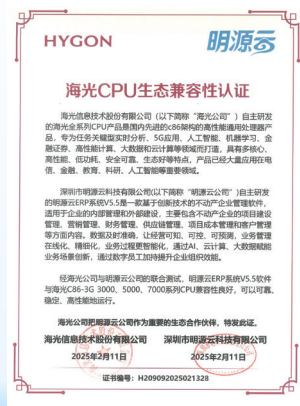 HYGON 明源云
海光CPU生态兼容性认证
海光信息技术股份有限公司（以下简称“海光公司”）自主研
发的海光全系列CPU产品是国内先进的c86架构的高性能通用处理器产
品，专为任务关键型实时分析、5G应用、人工智能、机器学习、金
融证券、高性能计算、大数据和云计算等领域而打造，具有多核心、
高性能、低功耗、安全可靠、生态好等特点，产品已经大量应用在电
信、金融、教育、科研、人工智能等重要领域。
深圳市明源云科技有限公司（以下简称“明源云公司”）自主研发
的明源云ERP系统V5.5是一款基于创新技术的不动产企业管理软件，
适用于企业的内部管理和外部建设，主要包含不动产企业的项目建设
管理、营销管理、财务管理、供应链管理、项目成本管理和客户管理
等方面内容。数据及时准确，让经营可知、可控、可预测，业务管理
在线化、精细化，业务过程更智能化，通过AI、云计算、大数据赋能
业务场景创新，通过数字员工加持提升企业组织效能。
经海光公司与明源云公司的联合测试，明源云ERP系统V5.5软件
与海光C86-3G 3000、5000、7000系列CPU兼容性良好，可以可靠、
稳定、高性能地运行。
海光公司把明源云公司作为重要的生态合作伙伴，特发此证。
海光信息技术股份有限公司 深圳市明源云科技有限公司
2025年2月11日 2025年2月11日
证书编号：H209092025021328